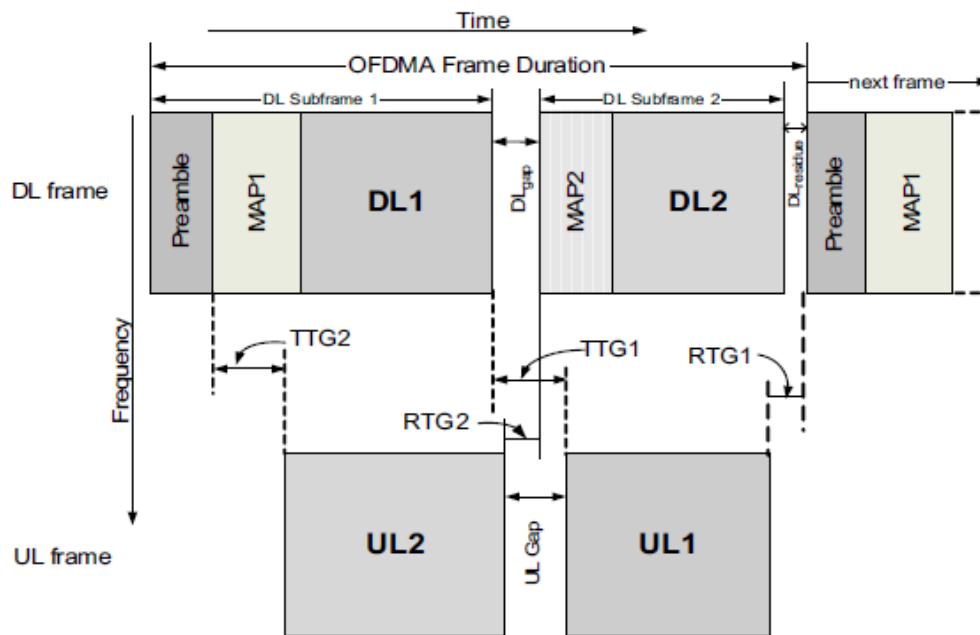 Time
OFDMA Frame Duration
next frame
DL Subframe 1
DL Subframe 2
DL frame
Preamble
MAP1
DL1
DLgap
MAP2
DL2
DLresidue
Preamble
MAP1
Frequency
TTG2
TTG1
RTG1
RTG2
UL frame
UL2
UL Gap
UL1